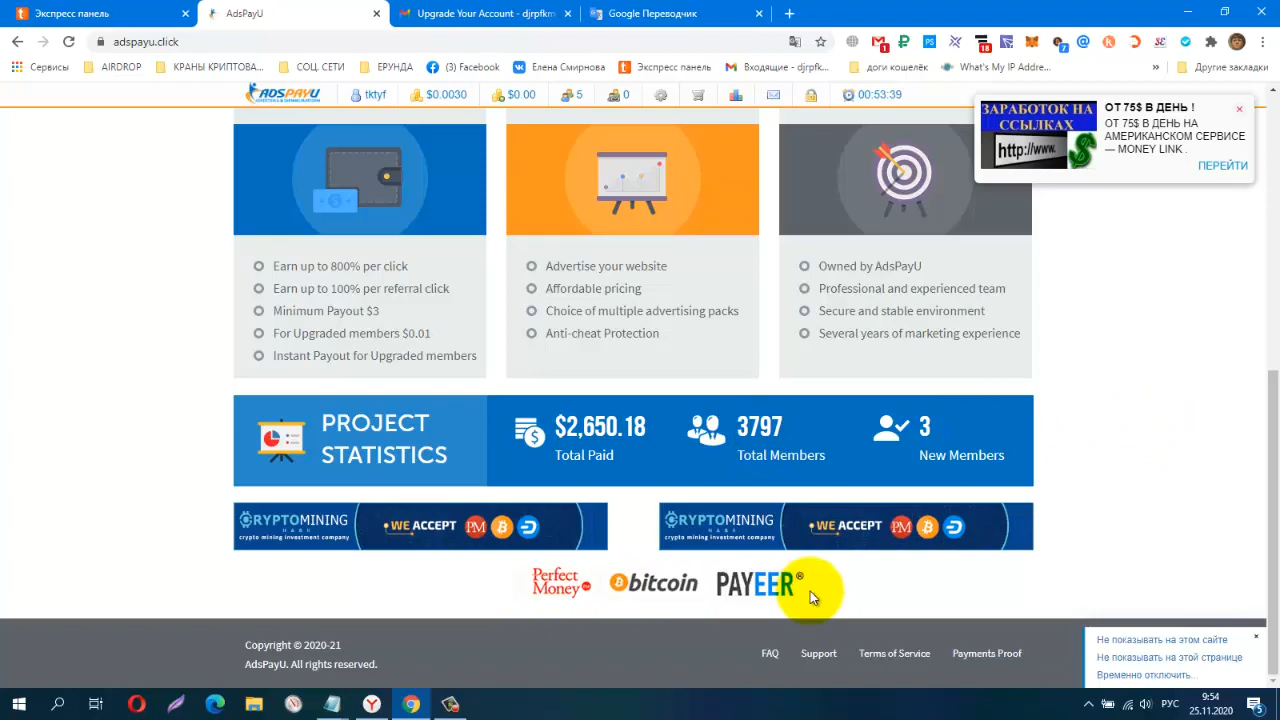 Экспресс панель
AdsPayU
Upgrade Your Account - djrpfkm
Google Переводчик
adspayu.click
1
18
7
Сервисы
AIRDROP
КРАНЫ КРИПТОВА...
СОЦ. СЕТИ
ЕРУНДА
(3) Facebook
Елена Смирнова
Экспресс панель
Входящие - djrpfk...
доги кошелёк
What's My IP Addre...
»
Другие закладки
ADSPAYU
tktyf
$0.0030
$0.00
5
0
00:53:39
ЗАРАБОТОК НА
ССЫЛКАХ
http://www.
ОТ 75$ В ДЕНЬ !
ОТ 75$ В ДЕНЬ НА
АМЕРИКАНСКОМ СЕРВИСЕ
— MONEY LINK .
ПЕРЕЙТИ
Earn up to 800% per click
Earn up to 100% per referral click
Minimum Payout $3
For Upgraded members $0.01
Instant Payout for Upgraded members
Advertise your website
Affordable pricing
Choice of multiple advertising packs
Anti-cheat Protection
Owned by AdsPayU
Professional and experienced team
Secure and stable environment
Several years of marketing experience
PROJECT
STATISTICS
$2,650.18
Total Paid
3797
Total Members
3
New Members
CRYPTOMINING
HASH
crypto mining investment company
WE ACCEPT PM
CRYPTOMINING
HASH
crypto mining investment company
WE ACCEPT PM
Perfect
Money
bitcoin
PAYEER®
Copyright © 2020-21
AdsPayU. All rights reserved.
FAQ
Support
Terms of Service
Payments Proof
Не показывать на этом сайте
Не показывать на этой странице
Временно отключить...
РУС
9:54
25.11.2020
5